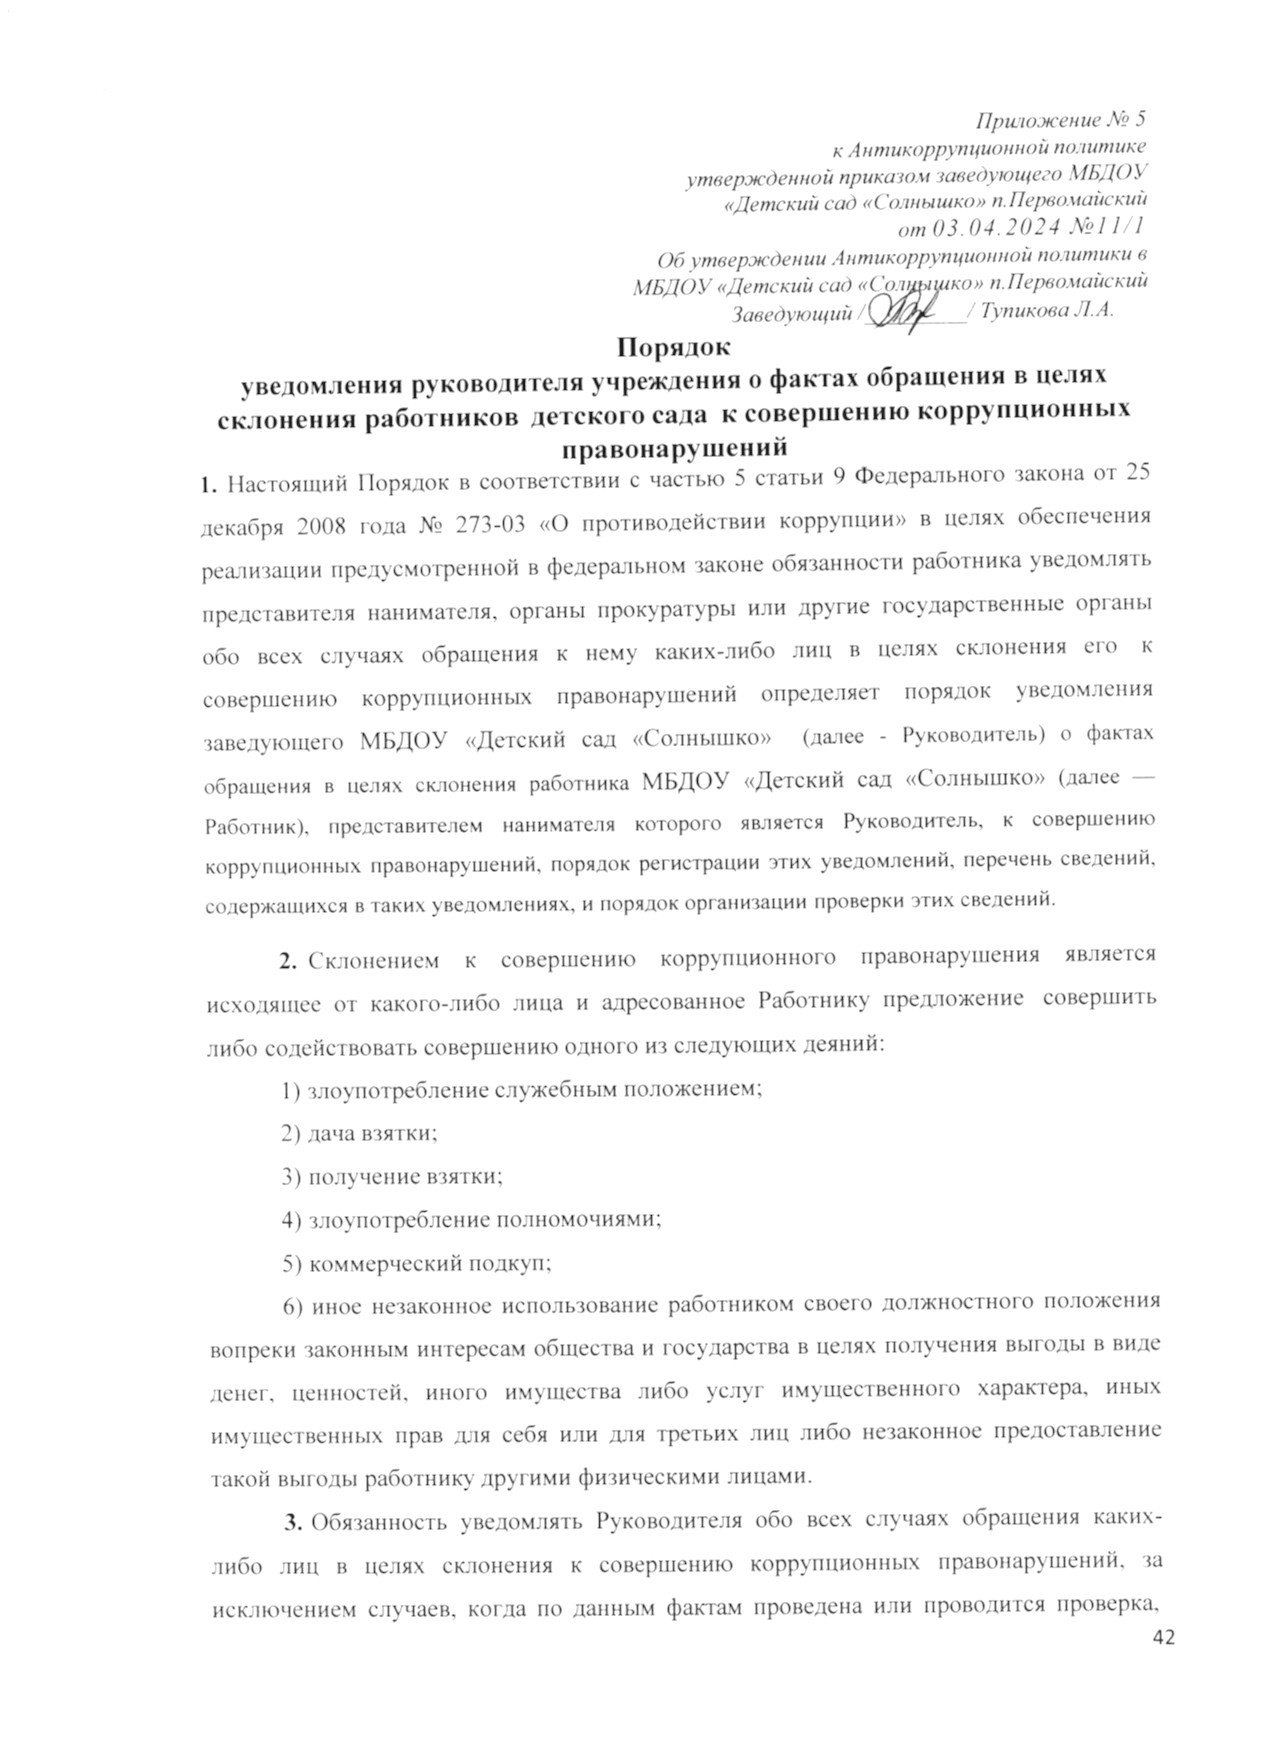 Приложение № 5
к Антикоррупционной политике
утвержденной приказом заведующего МБДОУ
«Детский сад «Солнышко» п.Первомайский
от 03.04.2024 №11/1
Об утверждении Антикоррупционной политики в
МБДОУ «Детский сад «Солнышко» п.Первомайский
Заведующий /__________/ Тупикова Л.А.
Порядок
уведомления руководителя учреждения о фактах обращения в целях
склонения работников детского сада к совершению коррупционных
правонарушений
1. Настоящий Порядок в соответствии с частью 5 статьи 9 Федерального закона от 25
декабря 2008 года № 273-03 «О противодействии коррупции» в целях обеспечения
реализации предусмотренной в федеральном законе обязанности работника уведомлять
представителя нанимателя, органы прокуратуры или другие государственные органы
обо всех случаях обращения к нему каких-либо лиц в целях склонения его к
совершению коррупционных правонарушений определяет порядок уведомления
заведующего МБДОУ «Детский сад «Солнышко» (далее - Руководитель) о фактах
обращения в целях склонения работника МБДОУ «Детский сад «Солнышко» (далее —
Работник), представителем нанимателя которого является Руководитель, к совершению
коррупционных правонарушений, порядок регистрации этих уведомлений, перечень сведений,
содержащихся в таких уведомлениях, и порядок организации проверки этих сведений.
2. Склонением к совершению коррупционного правонарушения является
исходящее от какого-либо лица и адресованное Работнику предложение совершить
либо содействовать совершению одного из следующих деяний:
1) злоупотребление служебным положением;
2) дача взятки;
3) получение взятки;
4) злоупотребление полномочиями;
5) коммерческий подкуп;
6) иное незаконное использование работником своего должностного положения
вопреки законным интересам общества и государства в целях получения выгоды в виде
денег, ценностей, иного имущества либо услуг имущественного характера, иных
имущественных прав для себя или для третьих лиц либо незаконное предоставление
такой выгоды работнику другими физическими лицами.
3. Обязанность уведомлять Руководителя обо всех случаях обращения каких-
либо лиц в целях склонения к совершению коррупционных правонарушений, за
исключением случаев, когда по данным фактам проведена или проводится проверка,
42